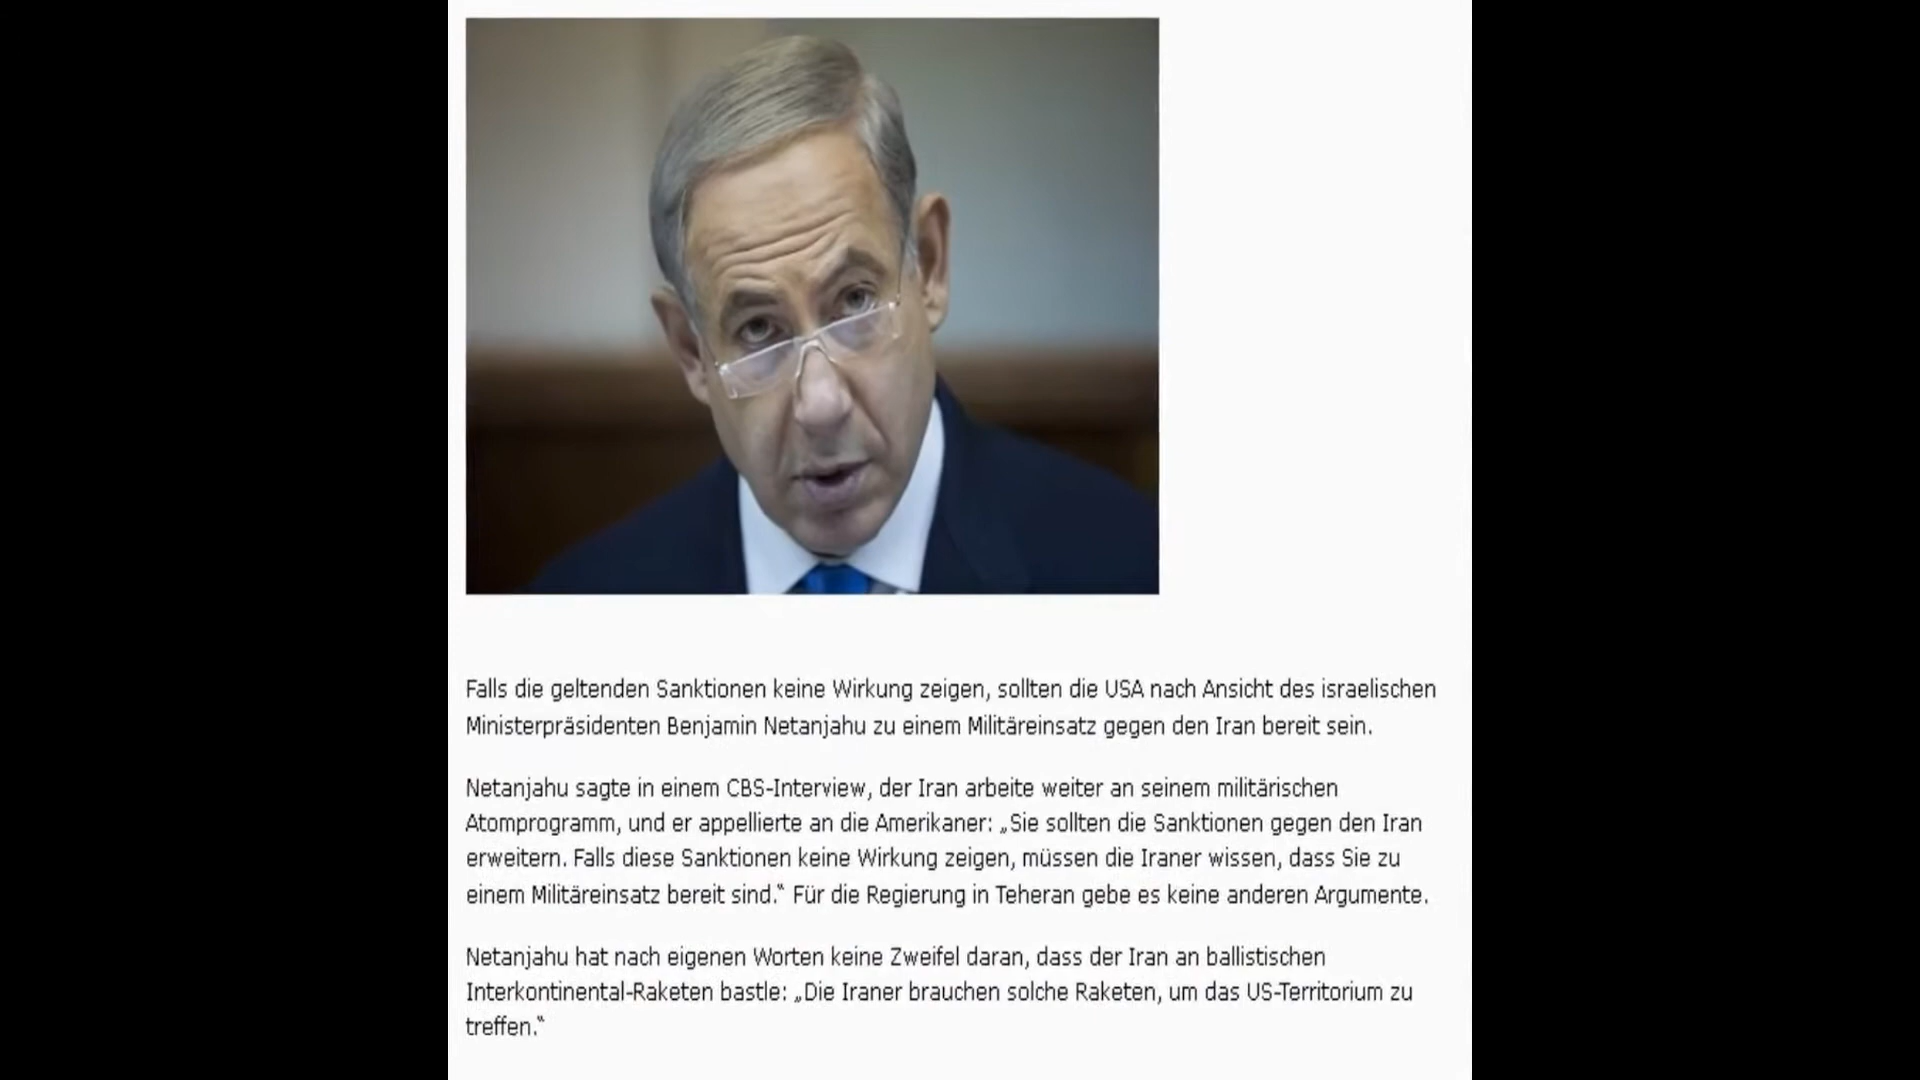 Falls die geltenden Sanktionen keine Wirkung zeigen, sollten die USA nach Ansicht des israelischen
Ministerpräsidenten Benjamin Netanjahu zu einem Militäreinsatz gegen den Iran bereit sein.
Netanjahu sagte in einem CBS-Interview, der Iran arbeite weiter an seinem militärischen
Atomprogramm, und er appellierte an die Amerikaner: „Sie sollten die Sanktionen gegen den Iran
erweitern. Falls diese Sanktionen keine Wirkung zeigen, müssen die Iraner wissen, dass Sie zu
einem Militäreinsatz bereit sind.“ Für die Regierung in Teheran gebe es keine anderen Argumente.
Netanjahu hat nach eigenen Worten keine Zweifel daran, dass der Iran an ballistischen
Interkontinental-Raketen bastle: „Die Iraner brauchen solche Raketen, um das US-Territorium zu
treffen.“